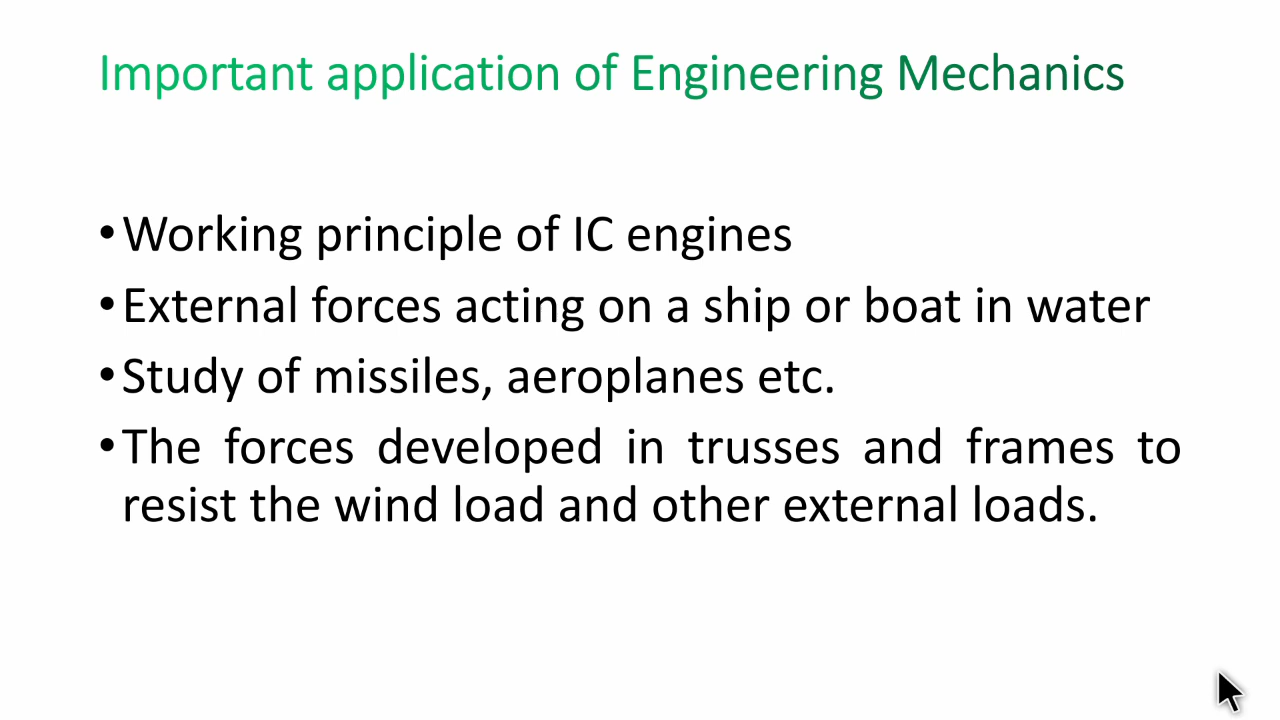 Important application of Engineering Mechanics
•Working principle of IC engines
•External forces acting on a ship or boat in water
•Study of missiles, aeroplanes etc.
•The forces developed in trusses and frames to
resist the wind load and other external loads.